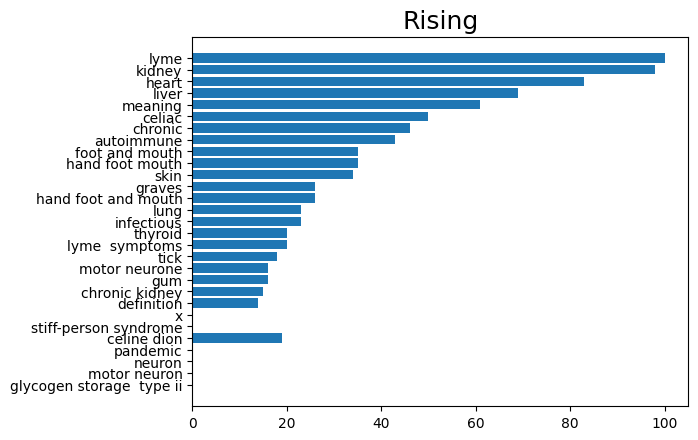 Rising
lyme
kidney
heart
liver
meaning
celiac
chronic
autoimmune
foot and mouth
hand foot mouth
skin
graves
hand foot and mouth
lung
infectious
thyroid
lyme  symptoms
tick
motor neurone
gum
chronic kidney
definition
x
stiff-person syndrome
celine dion
pandemic
neuron
motor neuron
glycogen storage  type ii
0 20 40 60 80 100